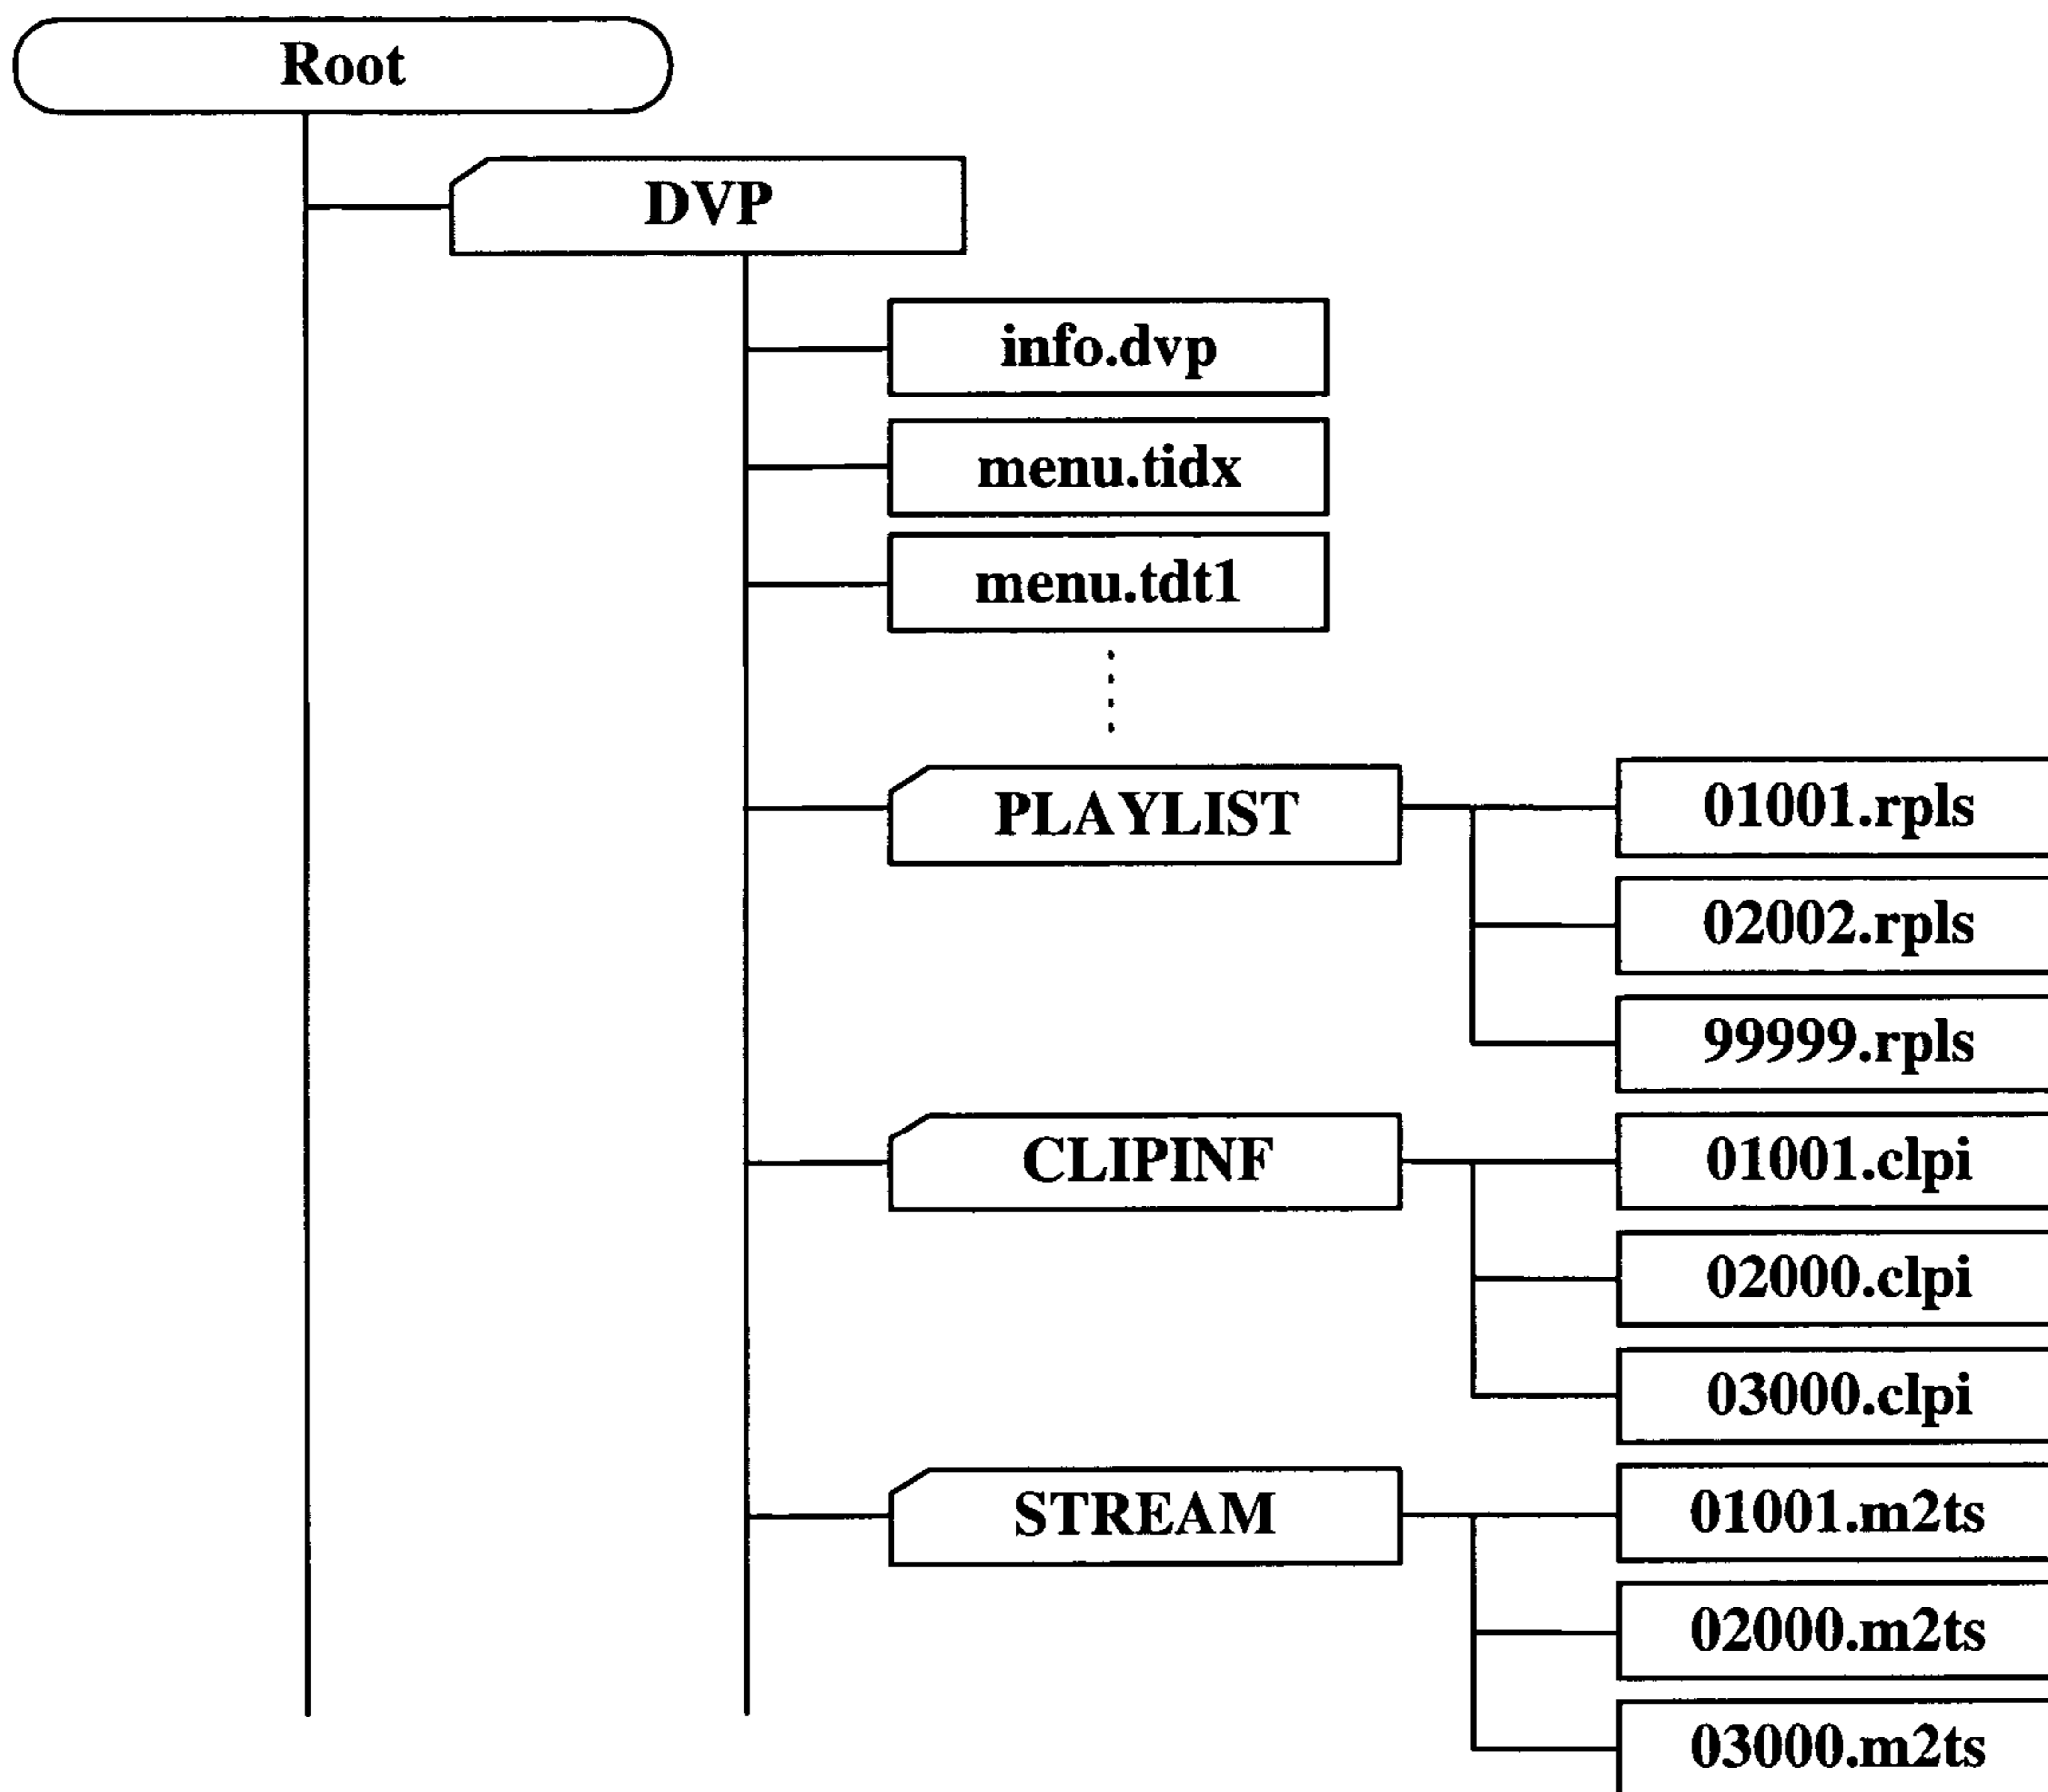 Root
DVP
info.dvp
menu.tidx
menu.tdt1
PLAYLIST
01001.rpls
02002.rpls
99999.rpls
CLIPINF
01001.clpi
02000.clpi
03000.clpi
STREAM
01001.m2ts
02000.m2ts
03000.m2ts